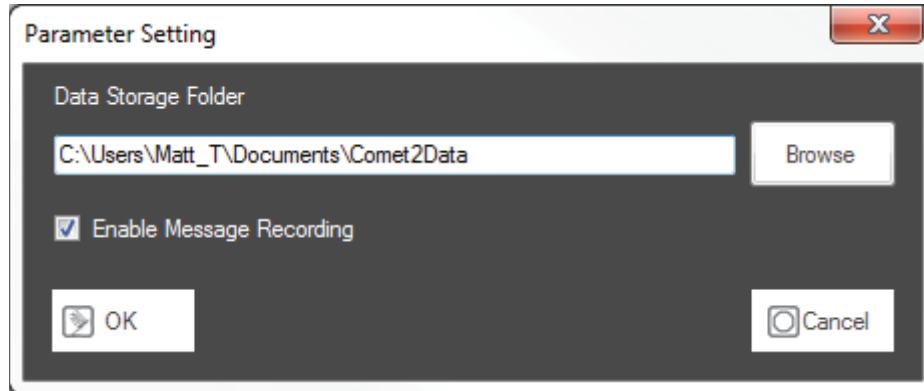 Parameter Setting
Data Storage Folder
C:\Users\Matt_T\Documents\Comet2Data
Browse
Enable Message Recording
OK
Cancel